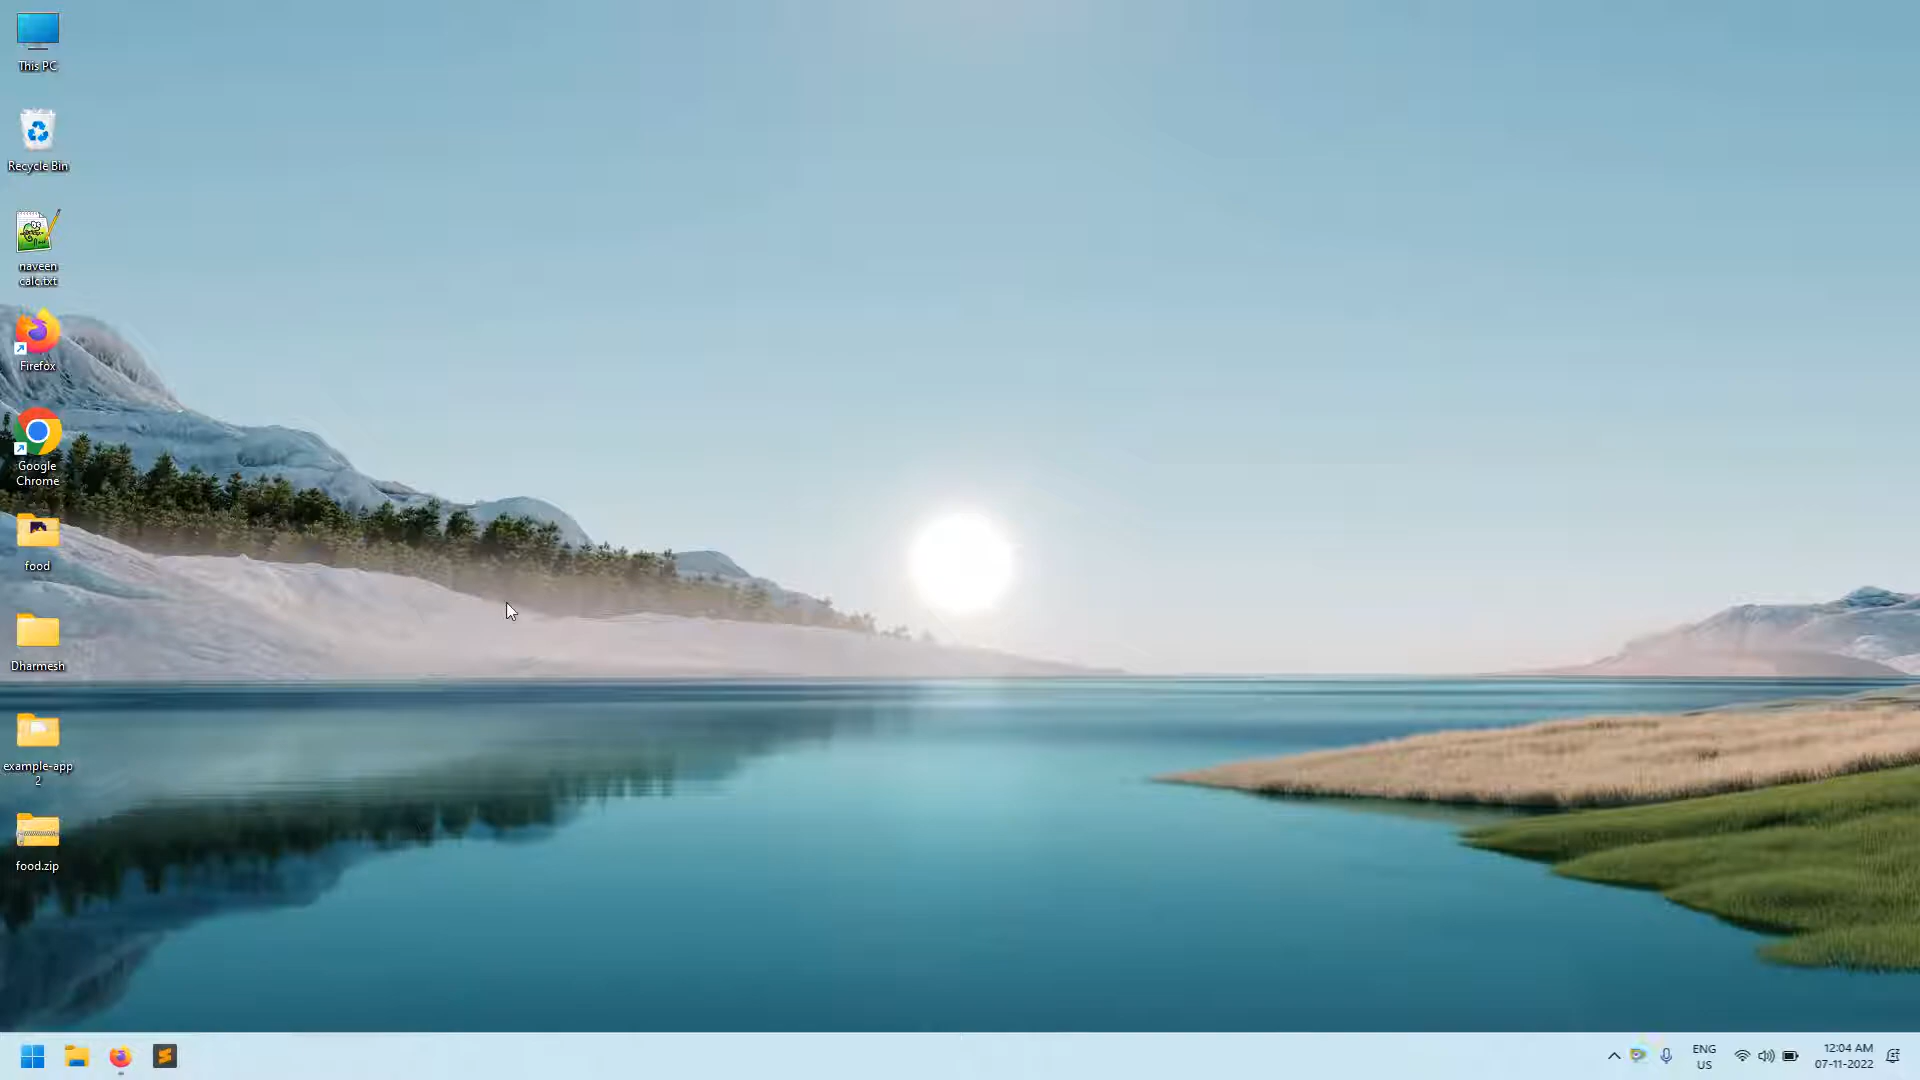 This PC
Recycle Bin
naveen
calc.txt
Firefox
Google
Chrome
food
Dharmesh
example-app
2
food.zip
ENG
US
12:04 AM
07-11-2022